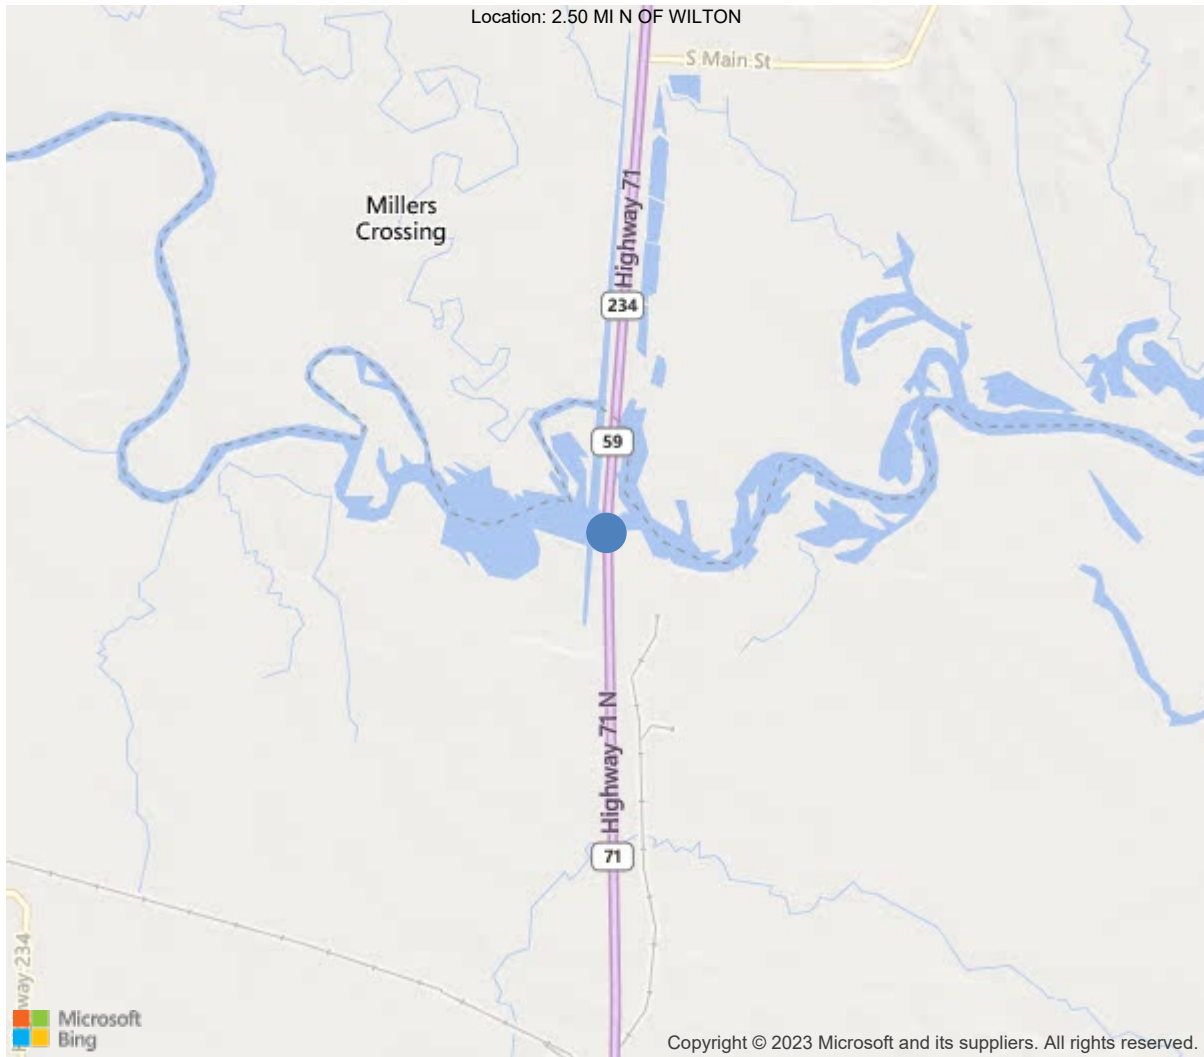 Location: 2.50 MI N OF WILTON
S Main St
Highway 71
Millers
Crossing
234
59
Highway 71 N
71
way 234
Microsoft
Bing
Copyright © 2023 Microsoft and its suppliers. All rights reserved.